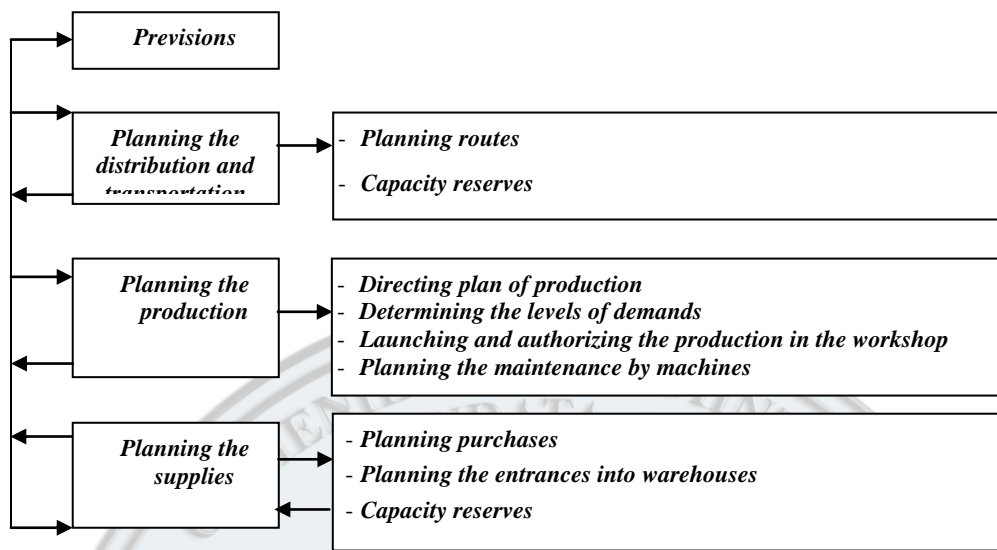 Previsions
Planning the
distribution and
transportation
- Planning routes
- Capacity reserves
Planning the
production
- Directing plan of production
- Determining the levels of demands
- Launching and authorizing the production in the workshop
- Planning the maintenance by machines
Planning the
supplies
- Planning purchases
- Planning the entrances into warehouses
- Capacity reserves